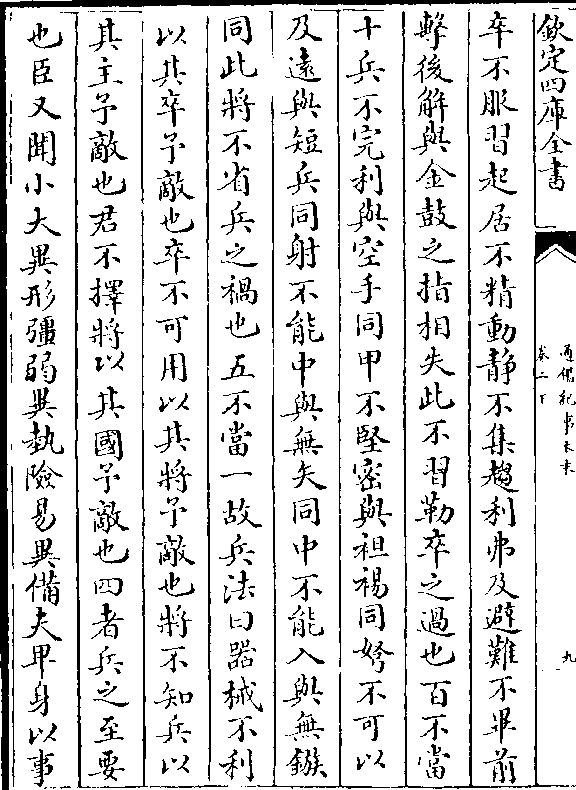 欽定四庫全書
通鑑紀事本末
卷二下
九
卒不服習起居不精動静不集趨利弗及避難不畢前
擊後解與金鼓之指相失此不習勒卒之過也百不當
十兵不完利與空手同甲不堅密與袒裼同弩不可以
及遠與短兵同射不能中與無矢同中不能入與無鏃
同此將不省兵之禍也五不當一故兵法曰器械不利
以其卒予敵也卒不可用以其將予敵也將不知兵以
其主予敵也君不擇將以其國予敵也四者兵之至要
也臣又聞小大異形彊弱異埶險易異備夫卑身以事